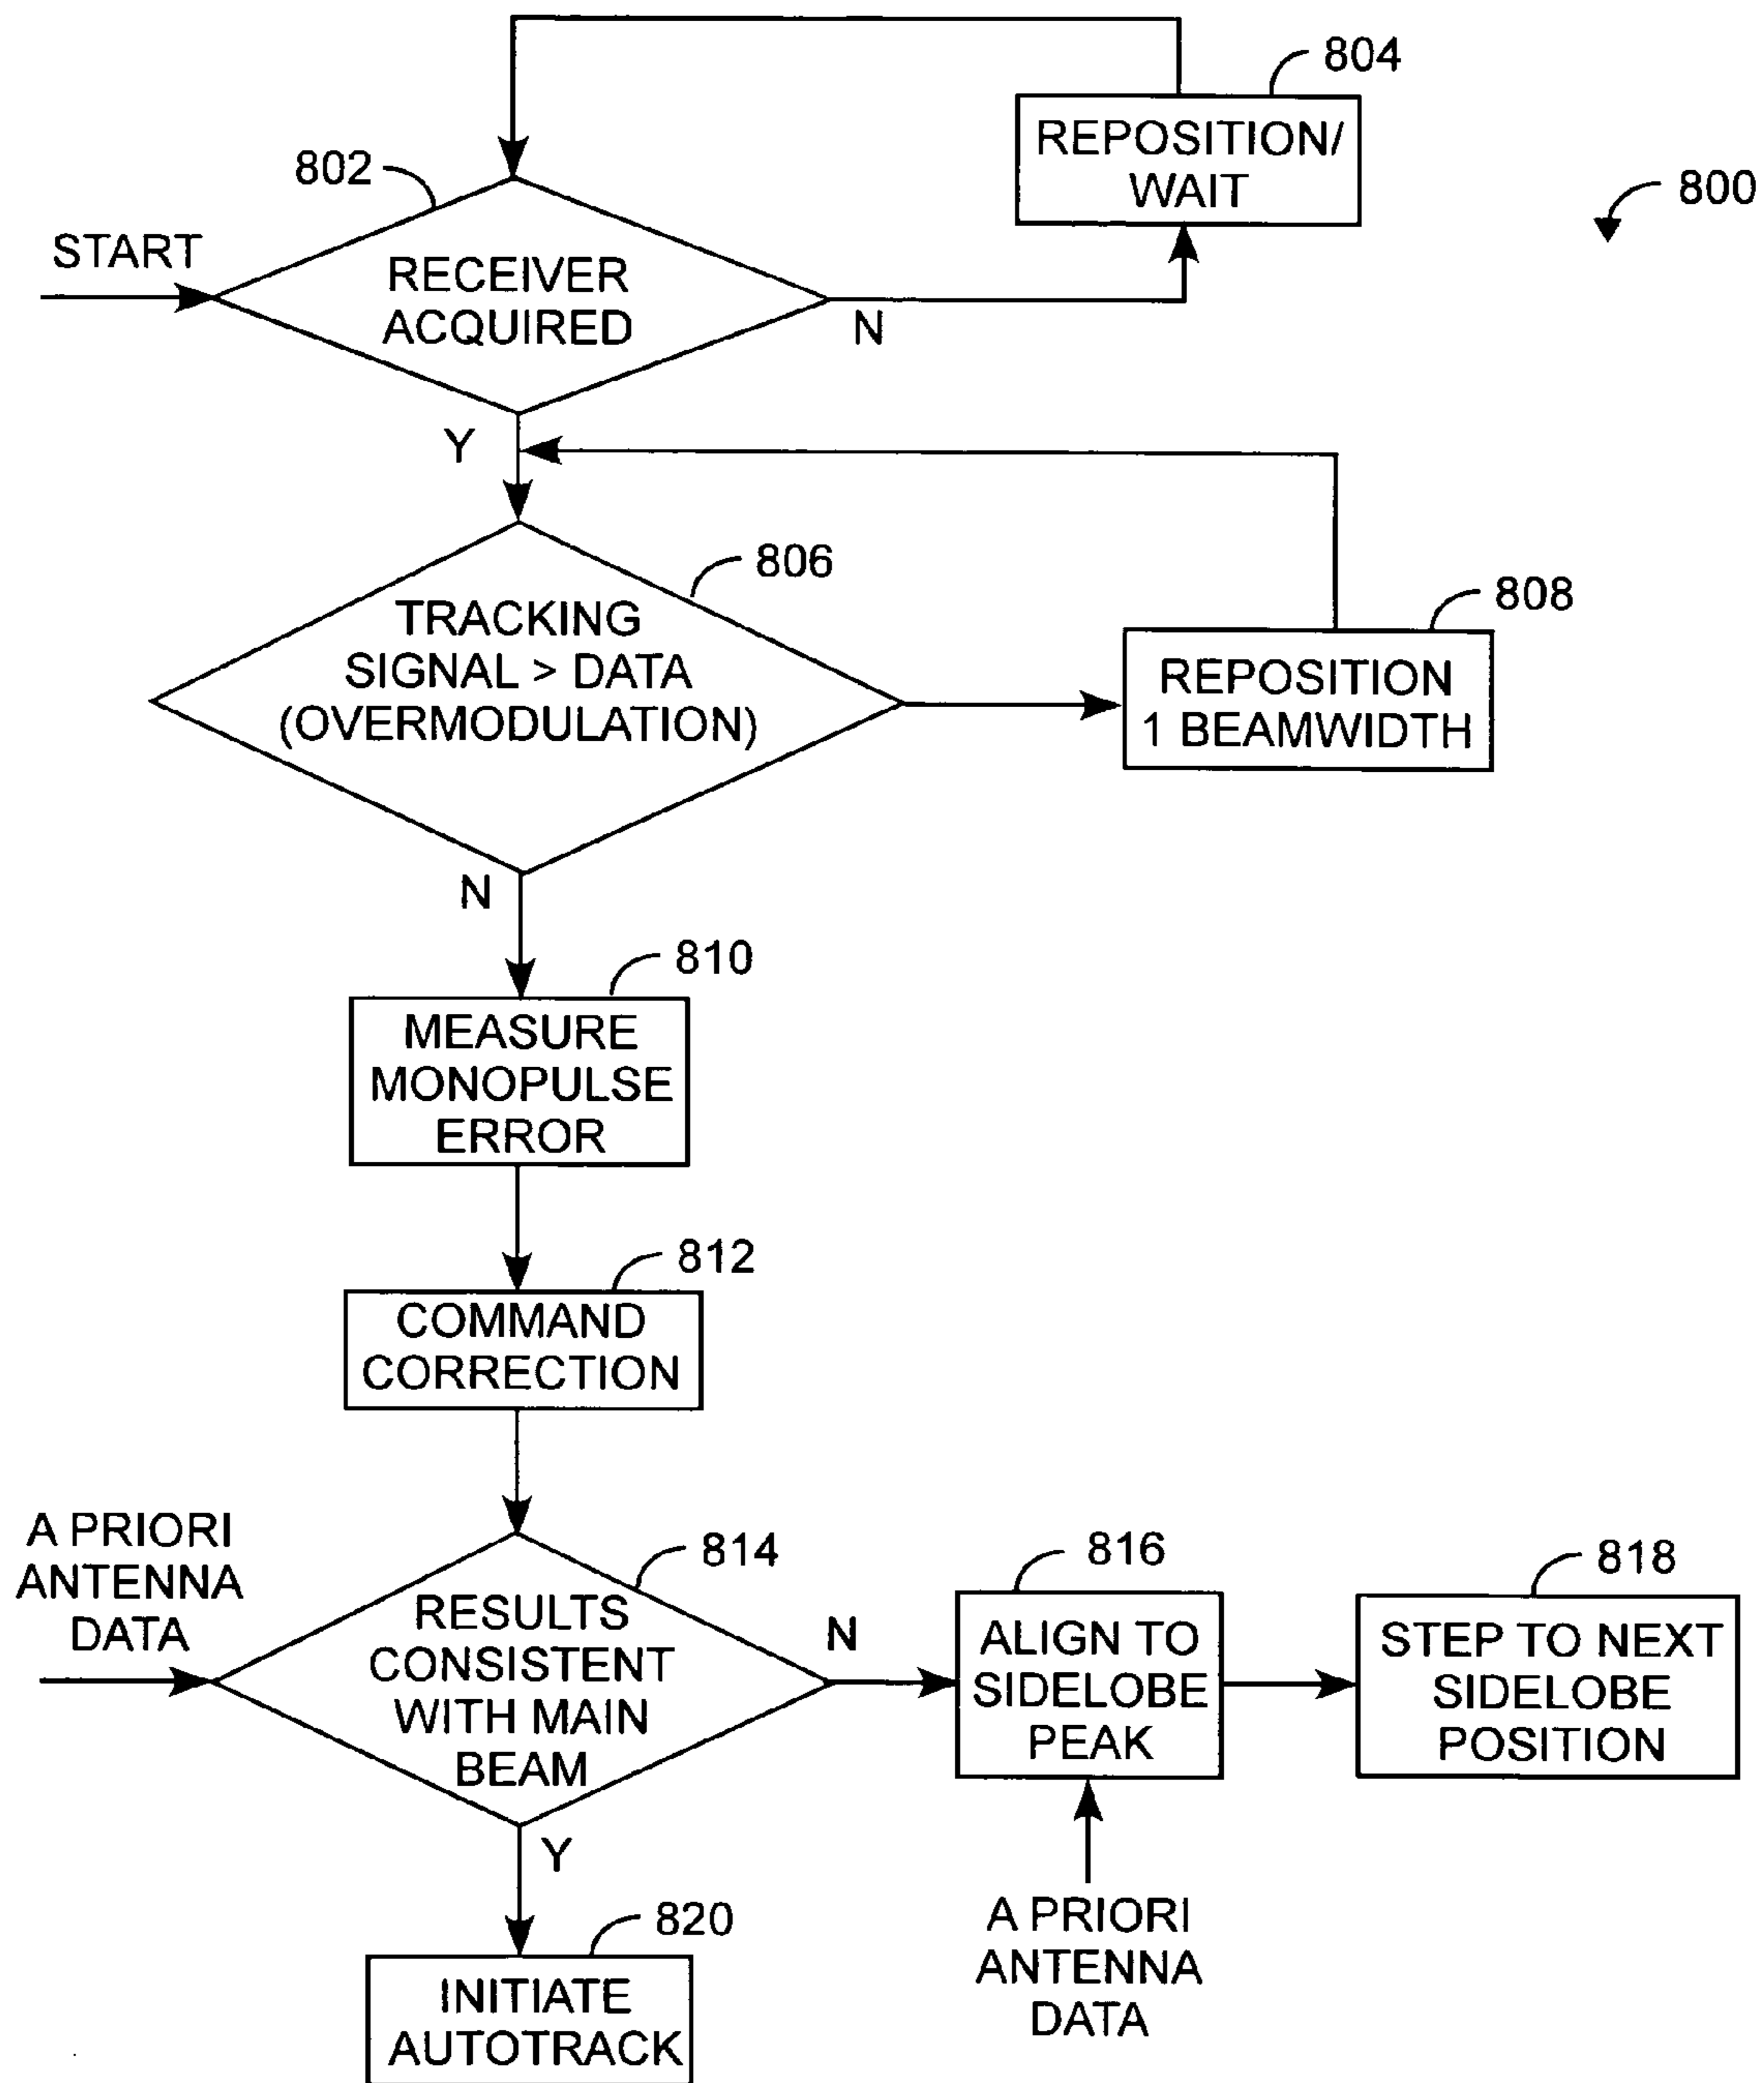 804
REPOSITION/
WAIT
800
802
START
RECEIVER
ACQUIRED
N
Y
806
TRACKING
SIGNAL > DATA
(OVERMODULATION)
808
REPOSITION
1 BEAMWIDTH
N
810
MEASURE
MONOPULSE
ERROR
812
COMMAND
CORRECTION
A PRIORI
ANTENNA
DATA
814
RESULTS
CONSISTENT
WITH MAIN
BEAM
N
816
ALIGN TO
SIDELOBE
PEAK
818
STEP TO NEXT
SIDELOBE
POSITION
Y
A PRIORI
ANTENNA
DATA
820
INITIATE
AUTOTRACK